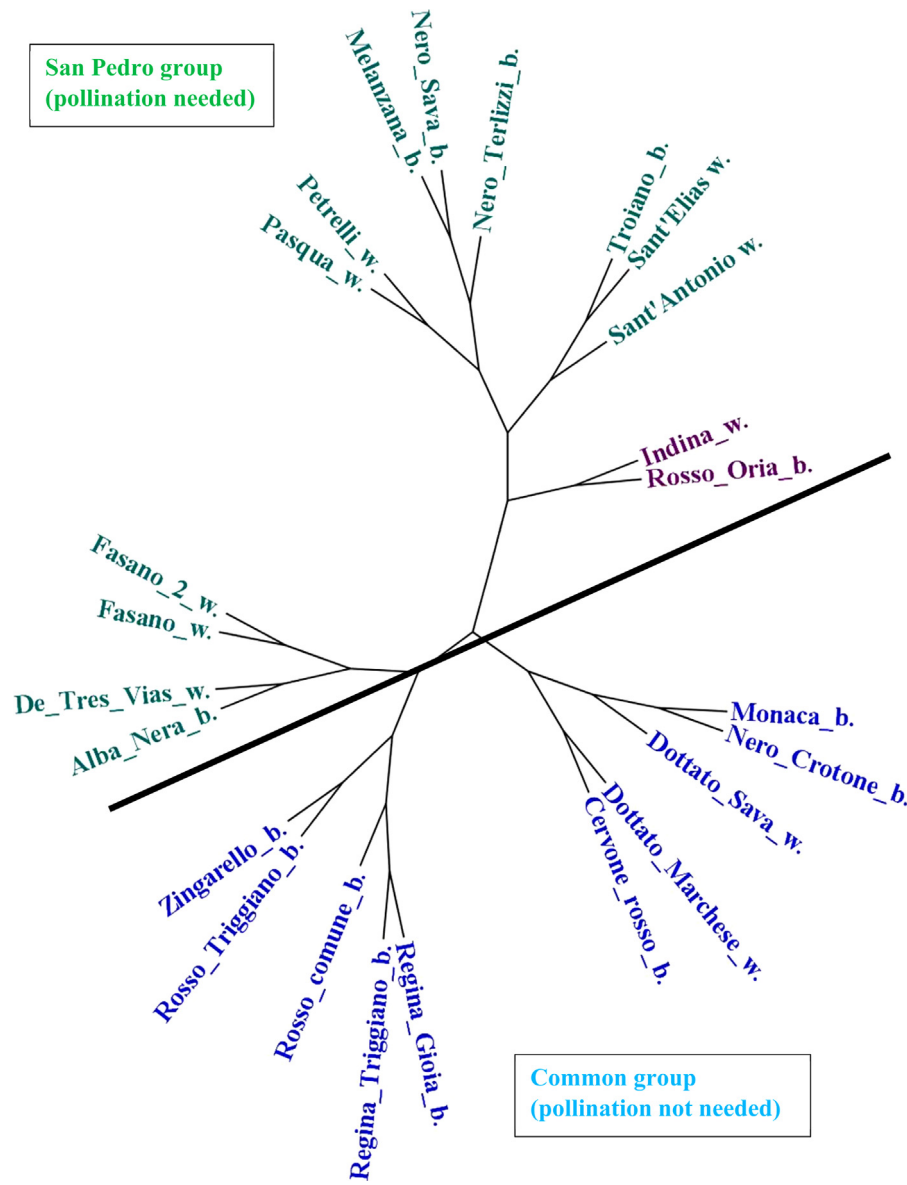 San Pedro group
(pollination needed)
Melanzana_b.
Nero_Sava_b.
Nero_Terlizzi_b.
Petrelli_w.
Pasqua_w.
Troiano_b.
Sant'Elias w.
Sant'Antonio w.
Indina_w.
Rosso_Oria_b.
Fasano_2_w.
Fasano_w.
De_Tres_Vias_w.
Alba_Nera_b.
Monaca_b.
Nero_Crotone_b.
Dottato_Sava_w.
Dottato_Marchese_w.
Cervone_rosso_b.
Zingarello_b.
Rosso_Triggiano_b.
Rosso_comune_b.
Regina_Triggiano_b.
Regina_Gioia_b.
Common group
(pollination not needed)